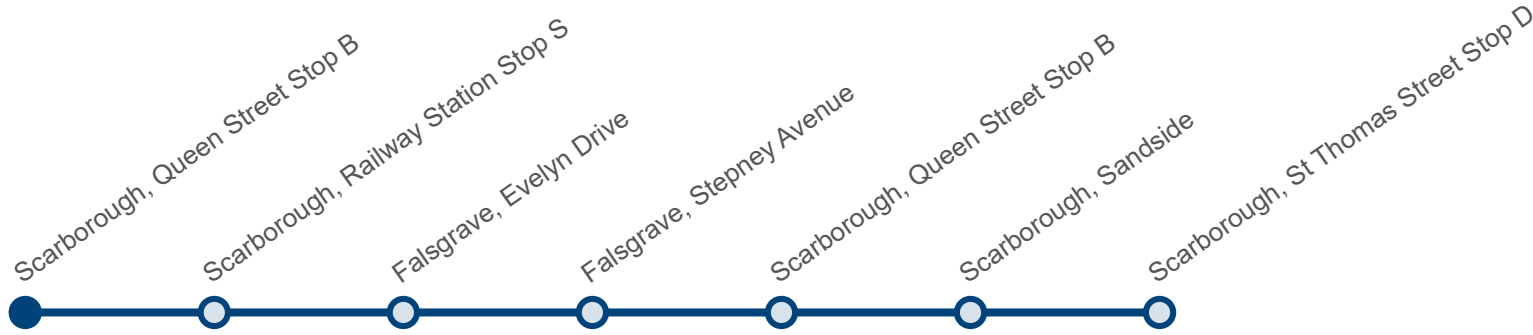 Scarborough, Queen Street Stop B
Scarborough, Railway Station Stop S
Falsgrave, Evelyn Drive
Falsgrave, Stepney Avenue
Scarborough, Queen Street Stop B
Scarborough, Sandside
Scarborough, St Thomas Street Stop D